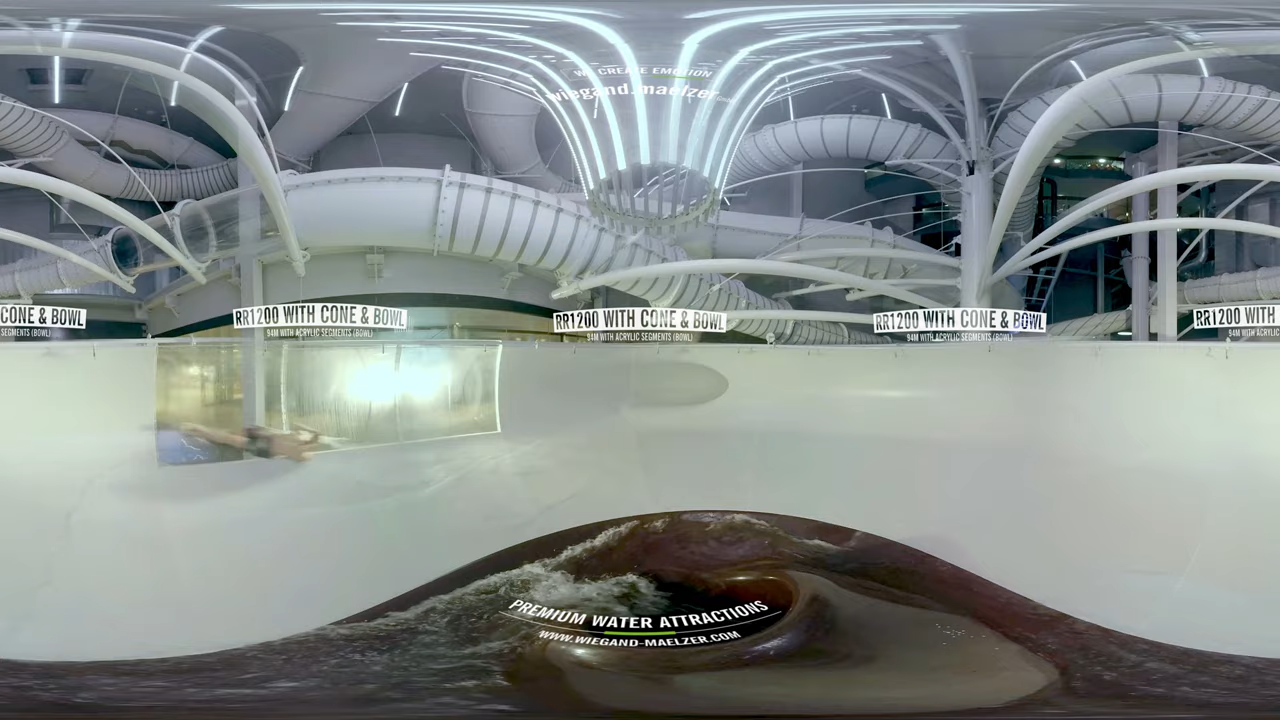 WE CREATE EMOTION
wiegand.maelzer
CONE & BOWL
SEGMENTS (BOWL)
RR1200 WITH CONE & BOWL
94M WITH ACRYLIC SEGMENTS (BOWL)
RR1200 WITH CONE & BOWL
94M WITH ACRYLIC SEGMENTS (BOWL)
RR1200 WITH CONE & BOWL
94M WITH ACRYLIC SEGMENTS (BOWL)
RR1200 WITH C
94M WITH ACRYLIC
PREMIUM WATER ATTRACTIONS
WWW.WIEGAND-MAELZER.COM